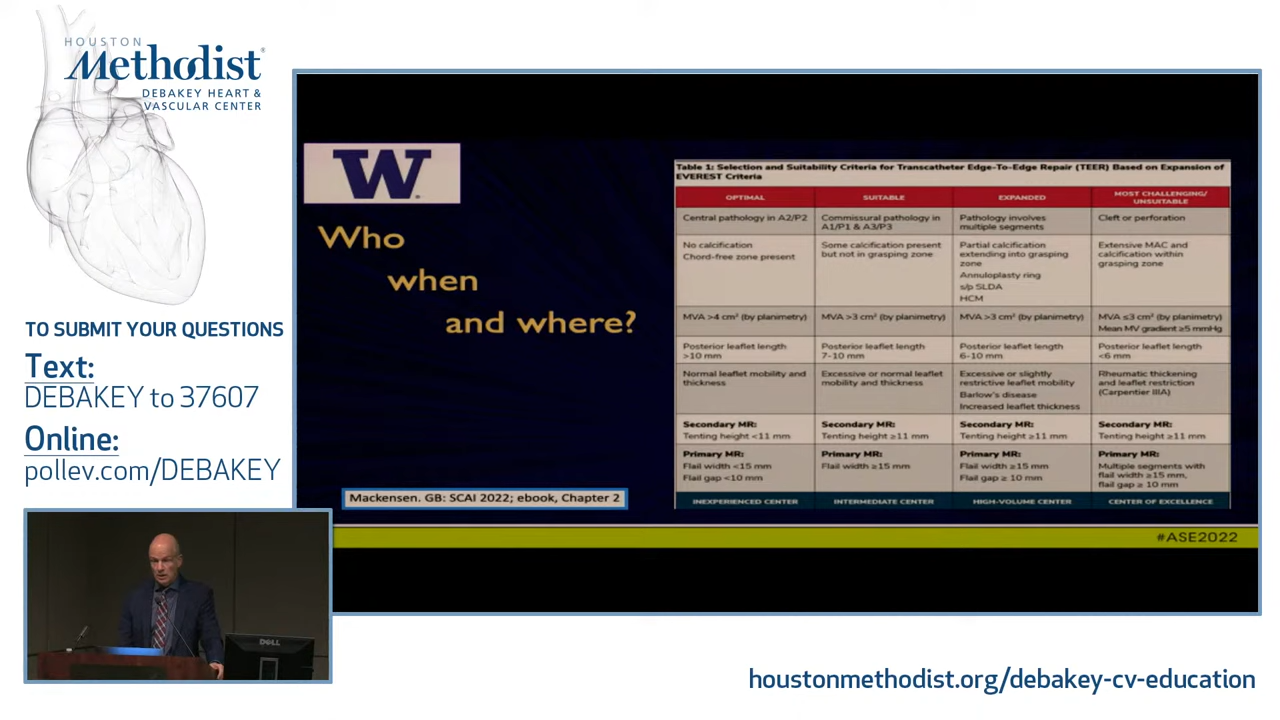 HOUSTON
Methodist®
DEBAKEY HEART &
VASCULAR CENTER
TO SUBMIT YOUR QUESTIONS
Text:
DEBAKEY to 37607
Online:
pollev.com/DEBAKEY
W
Who
when
and where?
Mackensen. GB: SCAI 2022; ebook, Chapter 2
Table 1: Selection and Suitability Criteria for Transcatheter Edge-To-Edge Repair (TEER) Based on Expansion of
EVEREST Criteria
OPTIMAL
SUITABLE
EXPANDED
MOST CHALLENGING/
UNSUITABLE
Central pathology in A2/P2
Commissural pathology in
A1/P1 & A3/P3
Pathology involves
multiple segments
Cleft or perforation
No calcification
Chord-free zone present
Some calcification present
but not in grasping zone
Partial calcification
extending into grasping
zone
Annuloplasty ring
s/p SLDA
HCM
Extensive MAC and
calcification within
grasping zone
MVA >4 cm² (by planimetry)
MVA >3 cm² (by planimetry)
MVA >3 cm² (by planimetry)
MVA ≤3 cm² (by planimetry)
Mean MV gradient ≥5 mmHg
Posterior leaflet length
>10 mm
Posterior leaflet length
7-10 mm
Posterior leaflet length
6-10 mm
Posterior leaflet length
<6 mm
Normal leaflet mobility and
thickness
Excessive or normal leaflet
mobility and thickness
Excessive or slightly
restrictive leaflet mobility
Barlow's disease
Increased leaflet thickness
Rheumatic thickening
and leaflet restriction
(Carpentier IIIA)
Secondary MR:
Tenting height <11 mm
Secondary MR:
Tenting height ≥11 mm
Secondary MR:
Tenting height ≥11 mm
Secondary MR:
Tenting height ≥11 mm
Primary MR:
Flail width <15 mm
Flail gap <10 mm
Primary MR:
Flail width ≥15 mm
Primary MR:
Flail width ≥15 mm
Flail gap ≥ 10 mm
Primary MR:
Multiple segments with
flail width ≥15 mm,
flail gap ≥ 10 mm
INEXPERIENCED CENTER
INTERMEDIATE CENTER
HIGH-VOLUME CENTER
CENTER OF EXCELLENCE
#ASE2022
DELL
houstonmethodist.org/debakey-cv-education